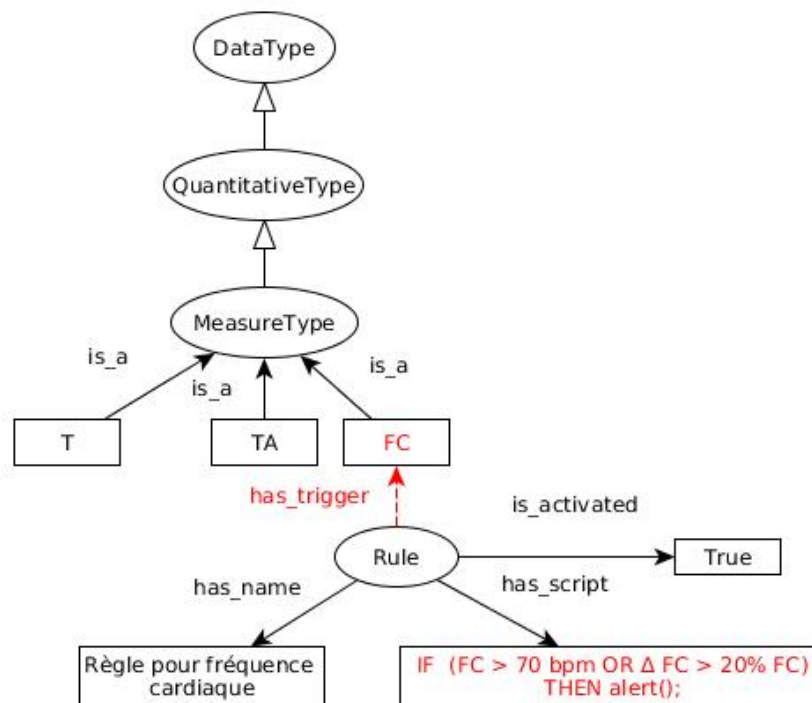 DataType
QuantitativeType
MeasureType
is_a
is_a
is_a
T
TA
FC
has_trigger
is_activated
Rule
True
has_name
has_script
Règle pour fréquence
cardiaque
IF (FC > 70 bpm OR Δ FC > 20% FC)
THEN alert();